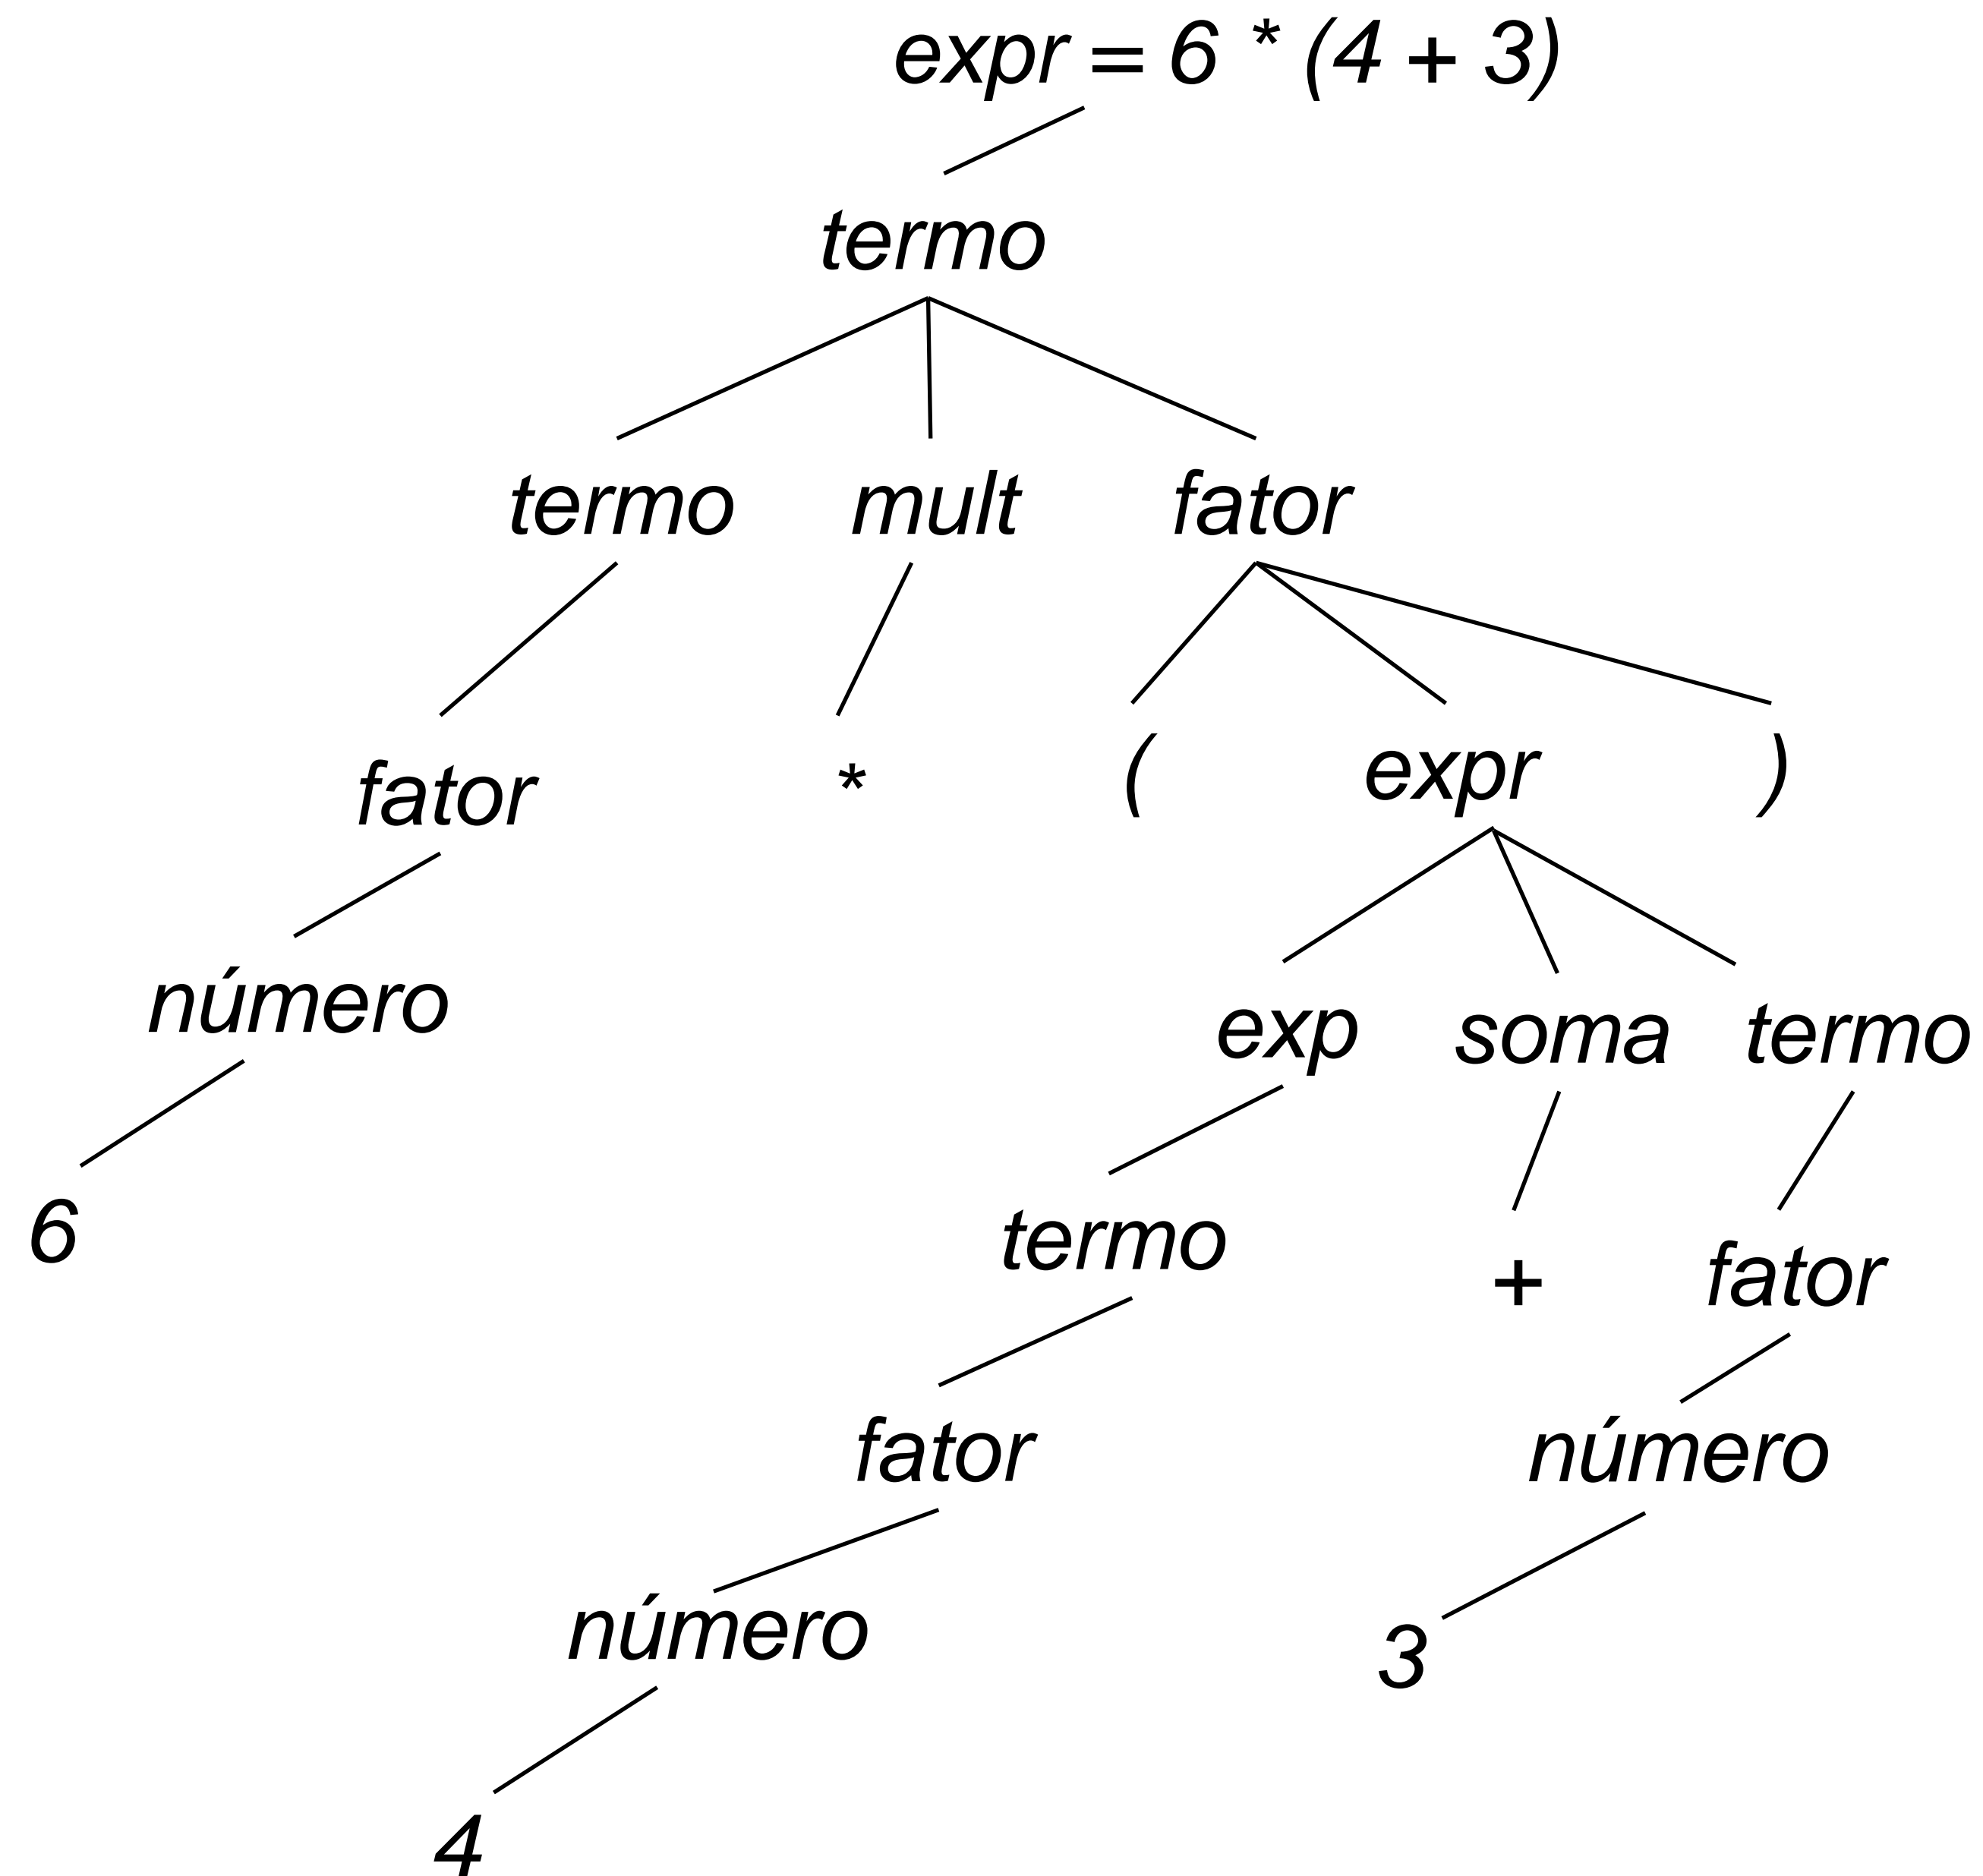 expr = 6 * (4 + 3)
termo
termo mult fator
fator * ( expr )
número exp soma termo
6 termo + fator
fator número
número 3
4